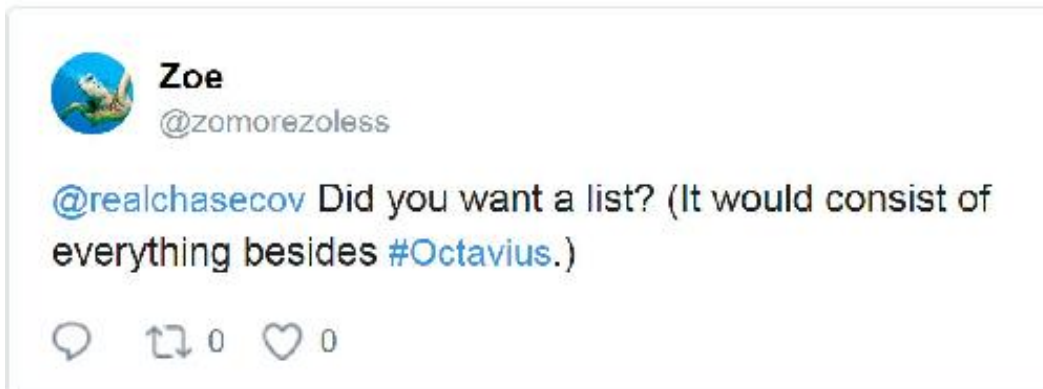 Zoe
@zomorezoless
@realchasecov Did you want a list? (It would consist of
everything besides #Octavius.)
0 0